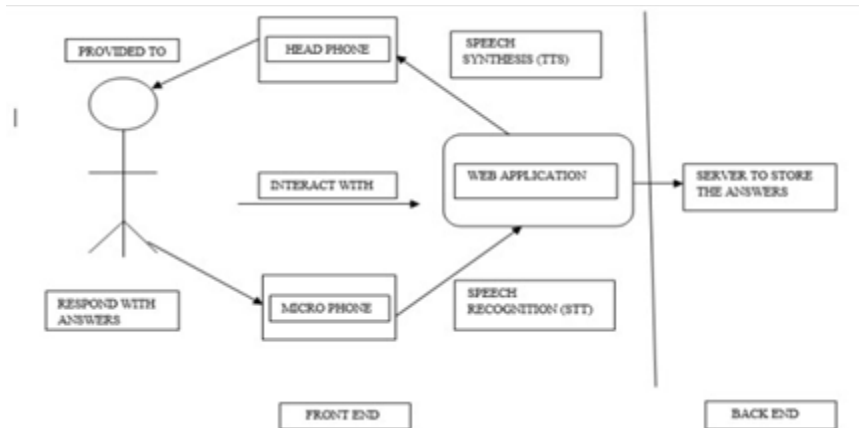 PROVIDED TO
HEAD PHONE
SPEECH
SYNTHESIS (TTS)
INTERACT WITH
WEB APPLICATION
SERVER TO STORE
THE ANSWERS
RESPOND WITH
ANSWERS
MICRO PHONE
SPEECH
RECOGNITION (STT)
FRONT END
BACK END